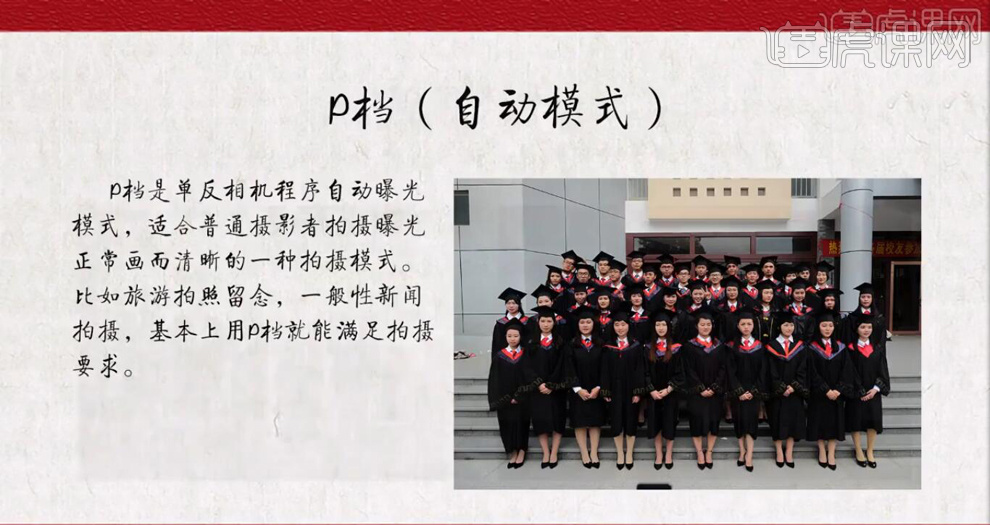 虎课网
P档（自动模式）
P档是单反相机程序自动曝光
模式，适合普通摄影者拍摄曝光
正常画面清晰的一种拍摄模式。
比如旅游拍照留念，一般性新闻
拍摄，基本上用P档就能满足拍摄
要求。